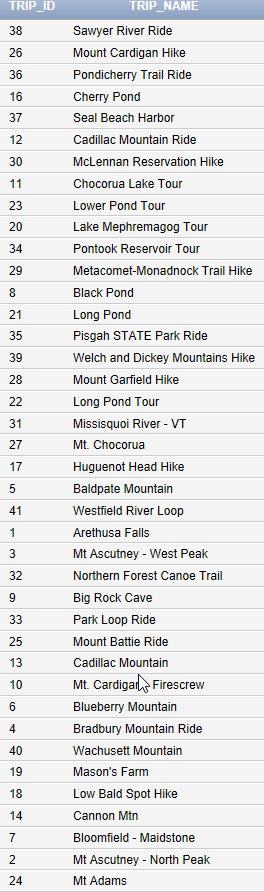 TRIP_ID TRIP_NAME
38 Sawyer River Ride
26 Mount Cardigan Hike
36 Pondicherry Trail Ride
16 Cherry Pond
37 Seal Beach Harbor
12 Cadillac Mountain Ride
30 McLennan Reservation Hike
11 Chocorua Lake Tour
23 Lower Pond Tour
20 Lake Mephremagog Tour
34 Pontook Reservoir Tour
29 Metacomet-Monadnock Trail Hike
8 Black Pond
21 Long Pond
35 Pisgah STATE Park Ride
39 Welch and Dickey Mountains Hike
28 Mount Garfield Hike
22 Long Pond Tour
31 Missisquoi River - VT
27 Mt. Chocorua
17 Huguenot Head Hike
5 Baldpate Mountain
41 Westfield River Loop
1 Arethusa Falls
3 Mt Ascutney - West Peak
32 Northern Forest Canoe Trail
9 Big Rock Cave
33 Park Loop Ride
25 Mount Battie Ride
13 Cadillac Mountain
10 Mt. Cardigan Firescrew
6 Blueberry Mountain
4 Bradbury Mountain Ride
40 Wachusett Mountain
19 Mason's Farm
18 Low Bald Spot Hike
14 Cannon Mtn
7 Bloomfield - Maidstone
2 Mt Ascutney - North Peak
24 Mt Adams